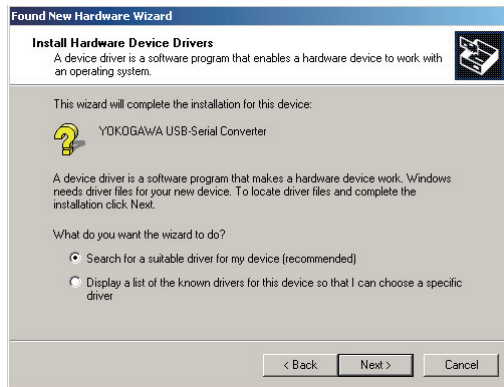 Found New Hardware Wizard
Install Hardware Device Drivers
A device driver is a software program that enables a hardware device to work with
an operating system.
This wizard will complete the installation for this device:
YOKOGAWA USB-Serial Converter
A device driver is a software program that makes a hardware device work. Windows
needs driver files for your new device. To locate driver files and complete the
installation click Next.
What do you want the wizard to do?
Search for a suitable driver for my device (recommended)
Display a list of the known drivers for this device so that I can choose a specific
driver
< Back Next > Cancel